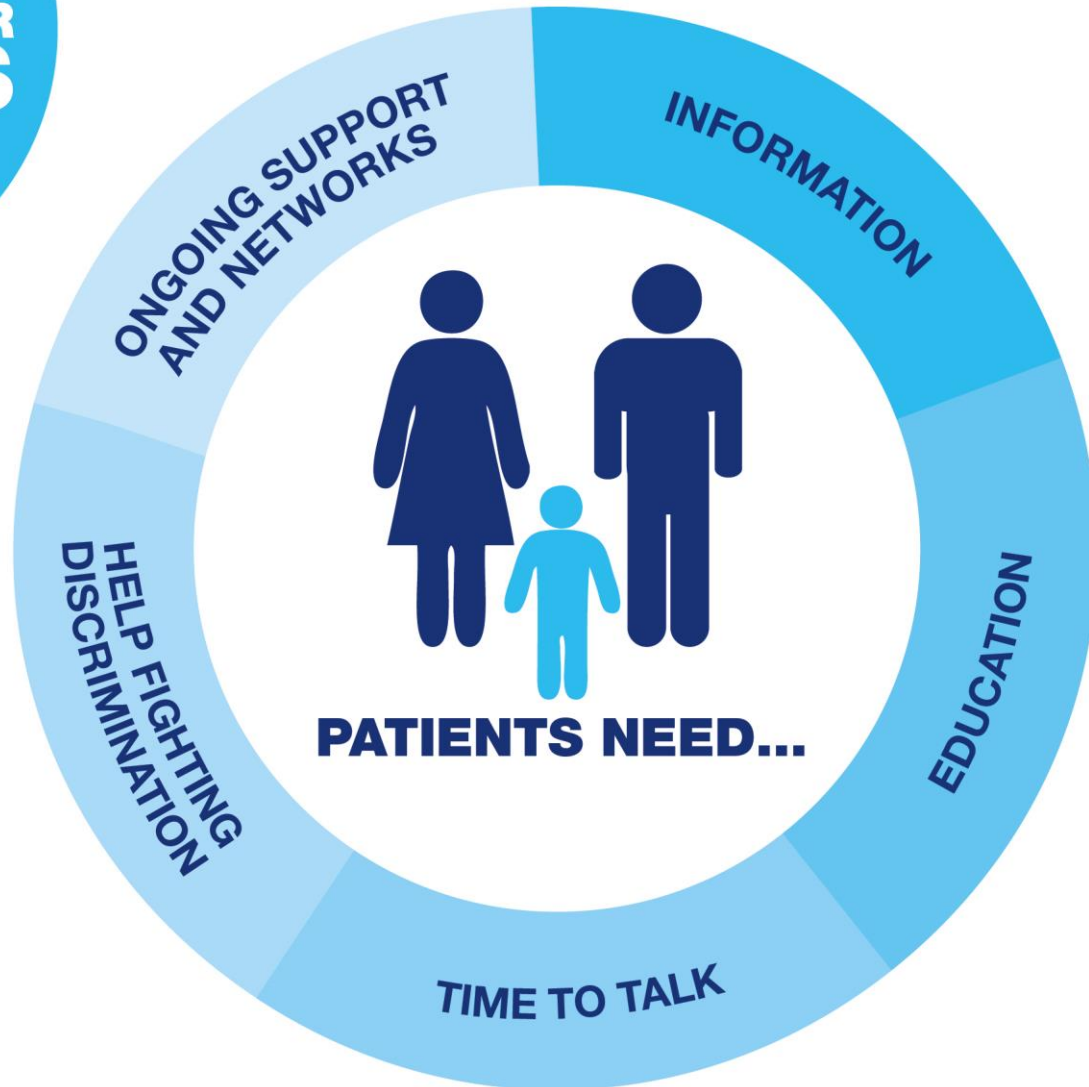 INFORMATION
EDUCATION
TIME TO TALK
HELP FIGHTING
DISCRIMINATION
ONGOING SUPPORT
AND NETWORKS
PATIENTS NEED...